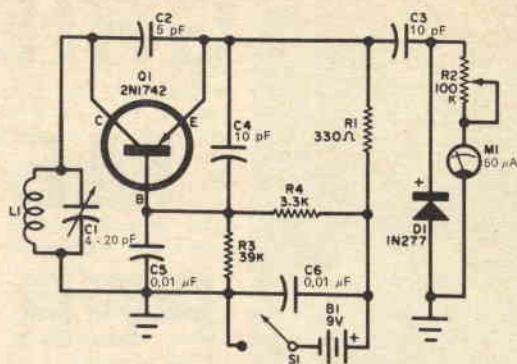 C2
5 pF
C3
10 pF
Q1
2N1742
C
E
B
R2
100
K
C4
10 pF
R1
330Ω
M1
60 µA
L1
C1
4 - 20 pF
R4
3.3K
+
D1
1N277
C5
0,01 µF
R3
39K
C6
0,01 µF
B1
9V
+
S1